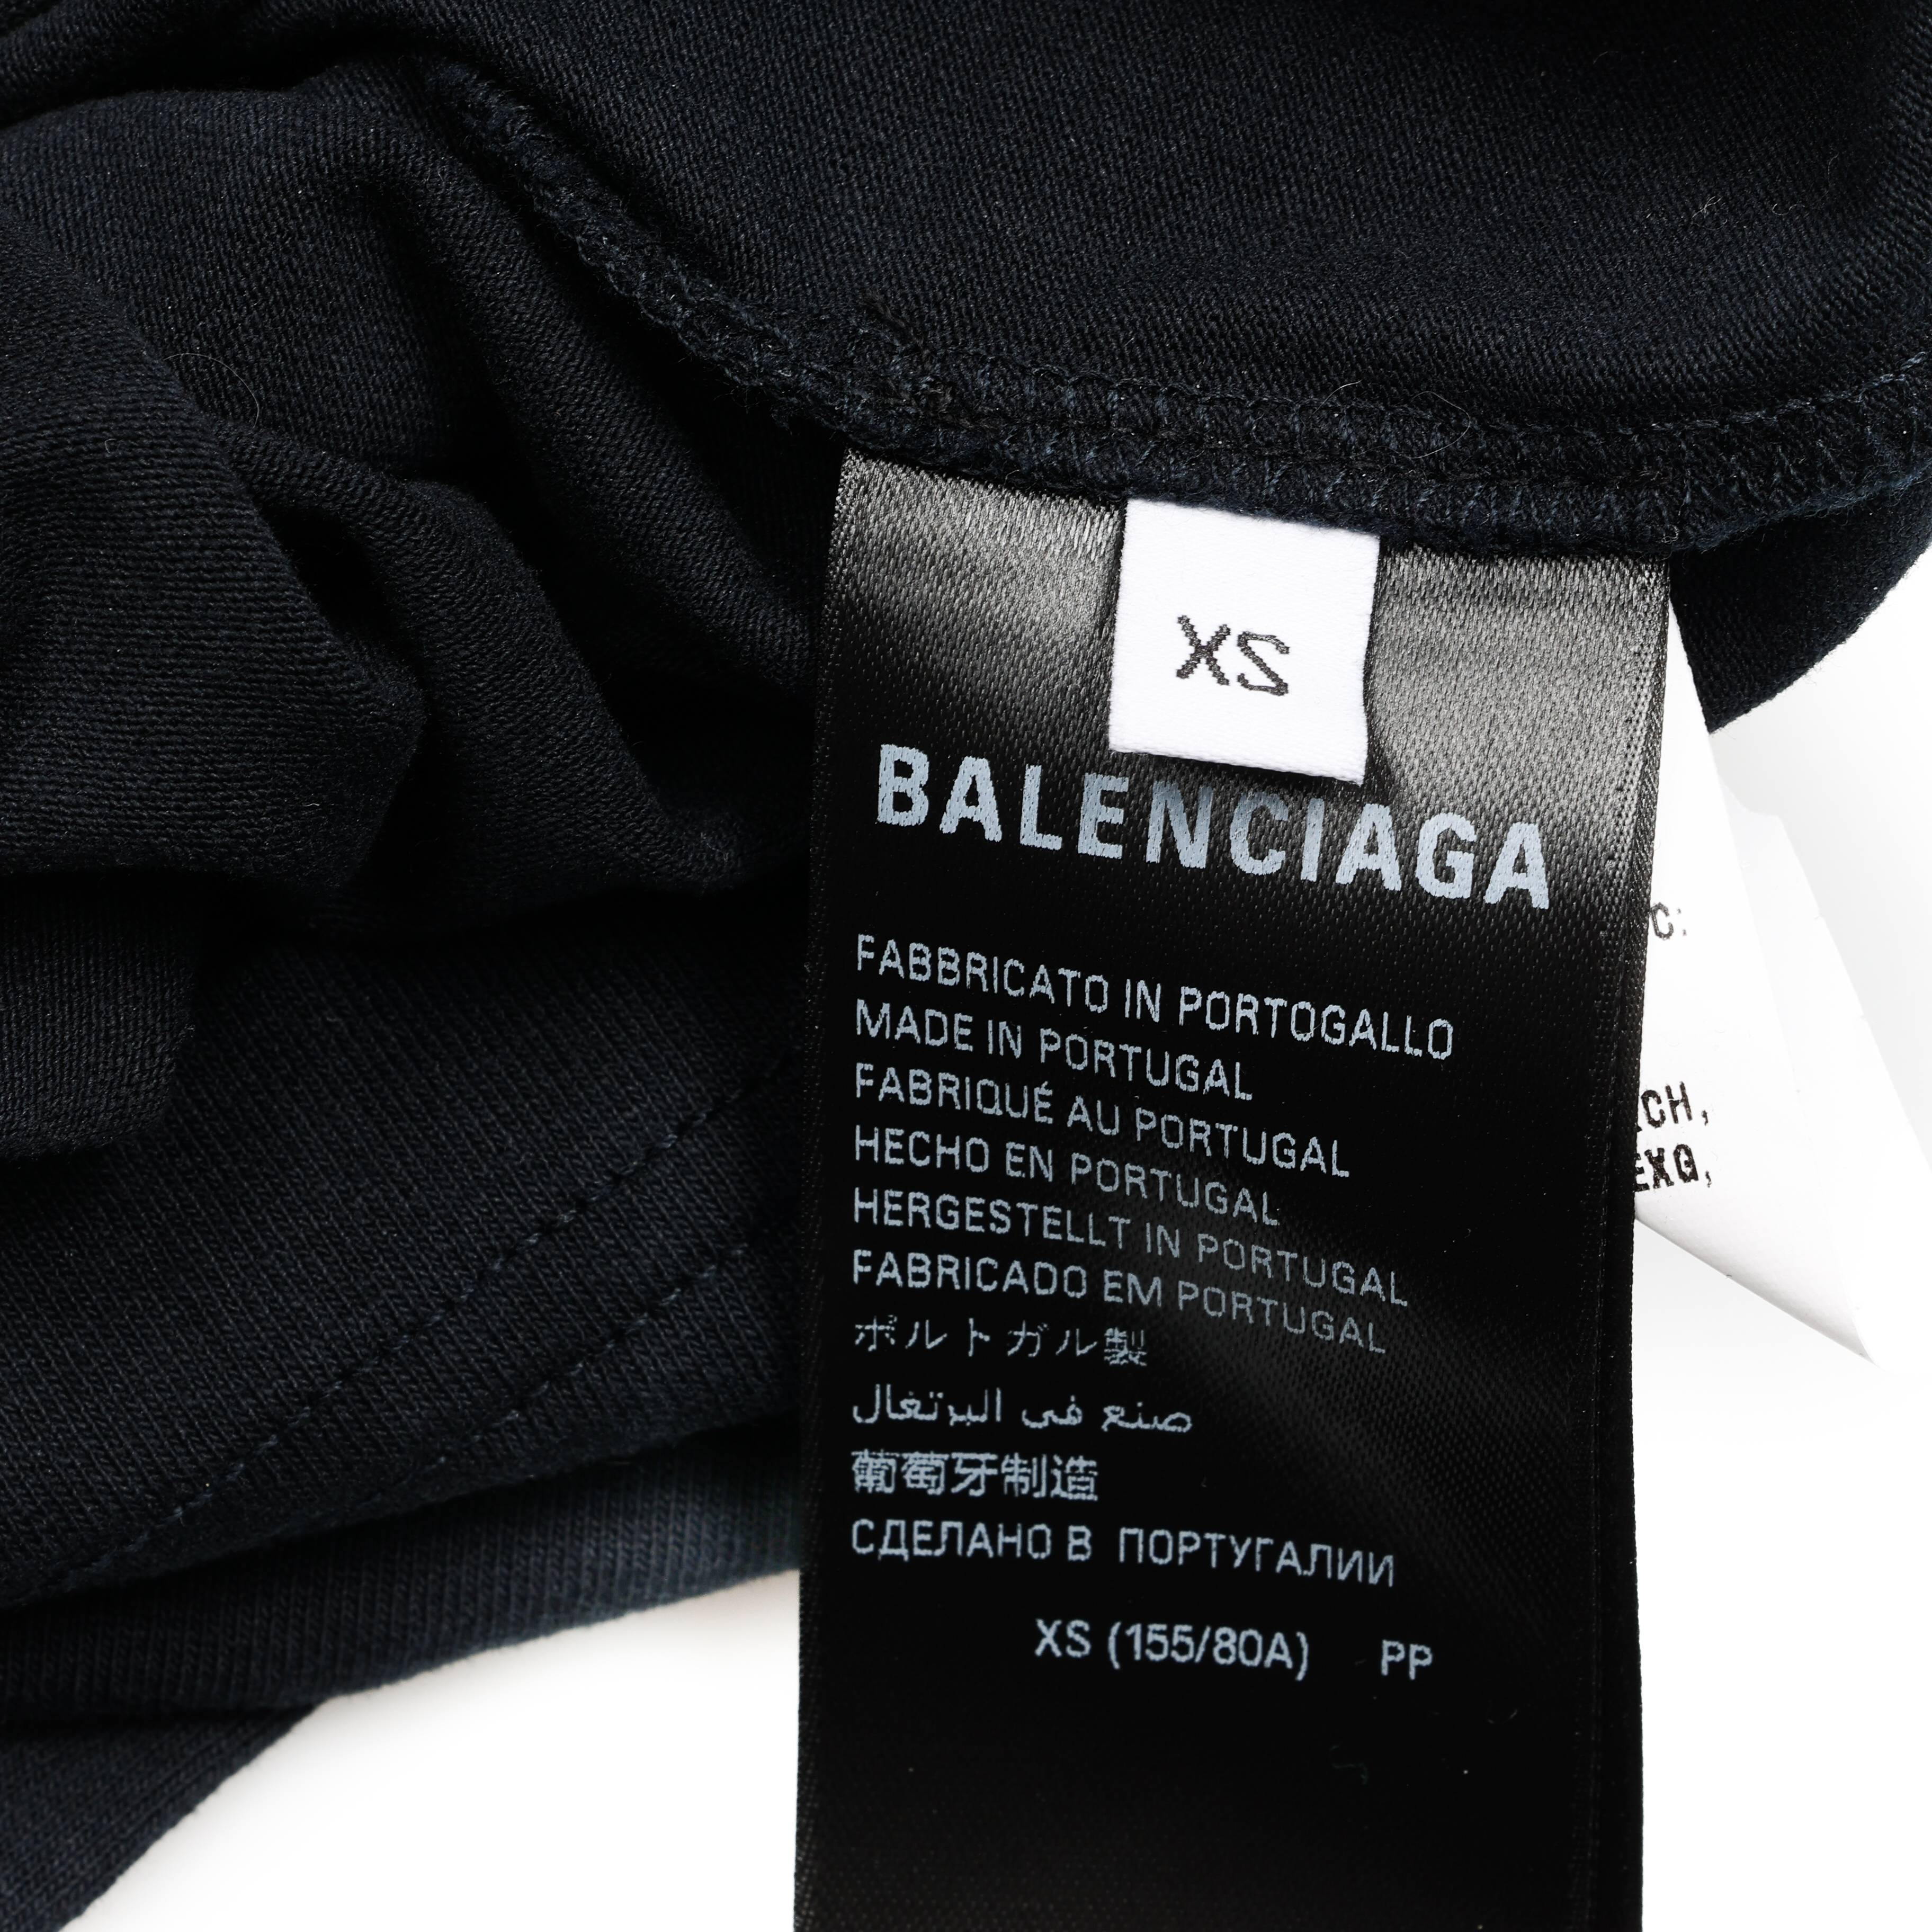 XS
BALENCIAGA
FABBRICATO IN PORTOGALLO
MADE IN PORTUGAL
FABRIQUÉ AU PORTUGAL
HECHO EN PORTUGAL
HERGESTELLT IN PORTUGAL
FABRICADO EM PORTUGAL
ポルトガル製
صنع في البرتغال
葡萄牙制造
СДЕЛАНО В ПОРТУГАЛИИ
XS (155/80A) PP